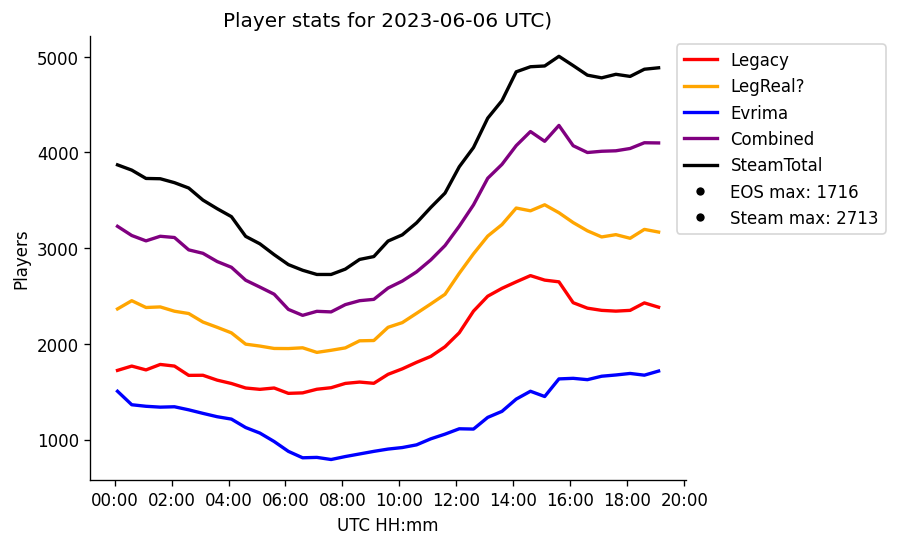 Player stats for 2023-06-06 UTC)
Legacy
LegReal?
Evrima
Combined
SteamTotal
EOS max: 1716
Steam max: 2713
Players
5000
4000
3000
2000
1000
00:00 02:00 04:00 06:00 08:00 10:00 12:00 14:00 16:00 18:00 20:00
UTC HH:mm